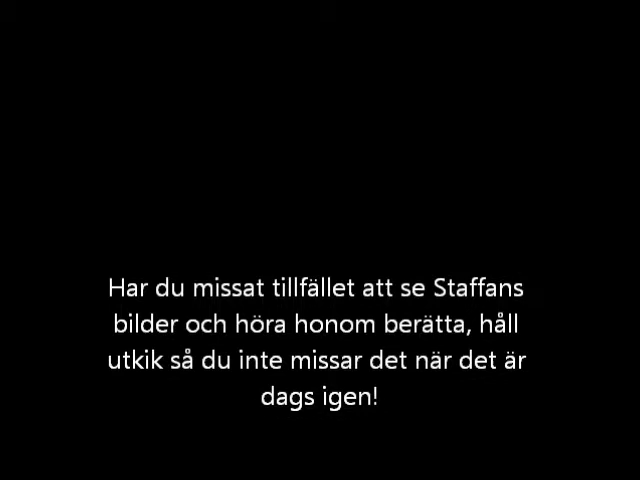 Har du missat tillfället att se Staffans
bilder och höra honom berätta, håll
utkik så du inte missar det när det är
dags igen!